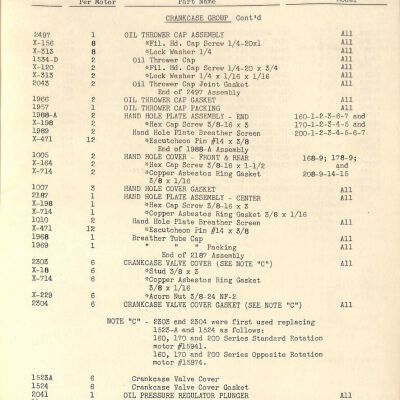 Per Motor Part Name Model
CRANKCASE GROUP Cont'd
2497 1 OIL THROWER CAP ASSEMBLY All
X-156 8 *Fil. Hd. Cap Screw 1/4-20x1 All
X-313 8 *Lock Washer 1/4 All
1534-D 2 Oil Thrower Cap All
X-120 2 *Fil. Hd. Cap Screw 1/4-20 x 3/4 All
X-313 2 *Lock Washer 1/4 x 1/16 x 1/16 All
2043 2 Oil Thrower Cap Joint Gasket All
End of 2497 Assembly
1966 2 OIL THROWER CAP GASKET All
1957 1 OIL THROWER CAP PACKING All
1988-A 2 HAND HOLE PLATE ASSEMBLY - END 160-1-2-3-6-7 and
X-198 2 *Hex Cap Screw 3/8-16 x 3 170-1-2-3-4-5 and
1989 2 Hand Hole Plate Breather Screen 200-1-2-3-4-5-6-7
X-471 12 *Escutcheon Pin #14 x 3/8
End of 1988-A Assembly
1005 2 HAND HOLE COVER - FRONT & REAR 168-9; 178-9;
X-164 2 *Hex Cap Screw 3/8-16 x 1-1/2 and
X-714 2 *Copper Asbestos Ring Gasket 208-9-14-15
3/8 x 1/16
1007 3 HAND HOLE COVER GASKET All
2187 1 HAND HOLE PLATE ASSEMBLY - CENTER All
X-198 1 *Hex Cap Screw 3/8-16 x 3
X-714 1 *Copper Asbestos Ring Gasket 3/8 x 1/16
1010 2 Hand Hole Plate Breather Screen All
X-471 12 *Escutcheon Pin #14 x 3/8
1968 1 Breather Tube Cap All
1969 1 " " " Packing All
End of 2187 Assembly
2303 6 CRANKCASE VALVE COVER (SEE NOTE "C") All
X-18 6 *Stud 3/8 x 3
X-714 6 *Copper Asbestos Ring Gasket
3/8 x 1/16
X-229 6 *Acorn Nut 3/8-24 NF-2
2304 6 CRANKCASE VALVE COVER GASKET (SEE NOTE "C") All
NOTE "C" - 2303 and 2304 were first used replacing
1523-A and 1524 as follows:
160, 170 and 200 Series Standard Rotation
motor #15941.
160, 170 and 200 Series Opposite Rotation
motor #15974.
1523A 6 Crankcase Valve Cover
1524 6 Crankcase Valve Cover Gasket
2041 1 OIL PRESSURE REGULATOR PLUNGER All